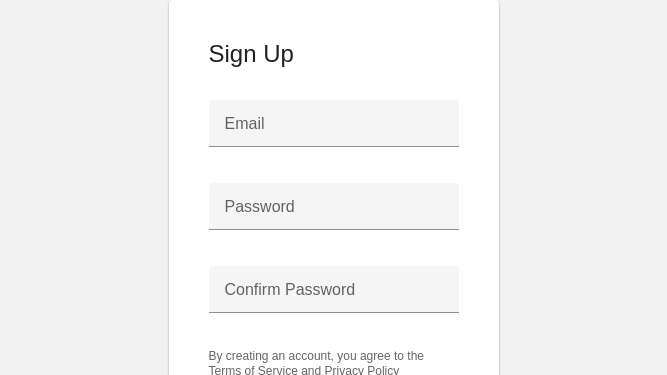 Sign Up
Email
Password
Confirm Password
By creating an account, you agree to the
Terms of Service and Privacy Policy